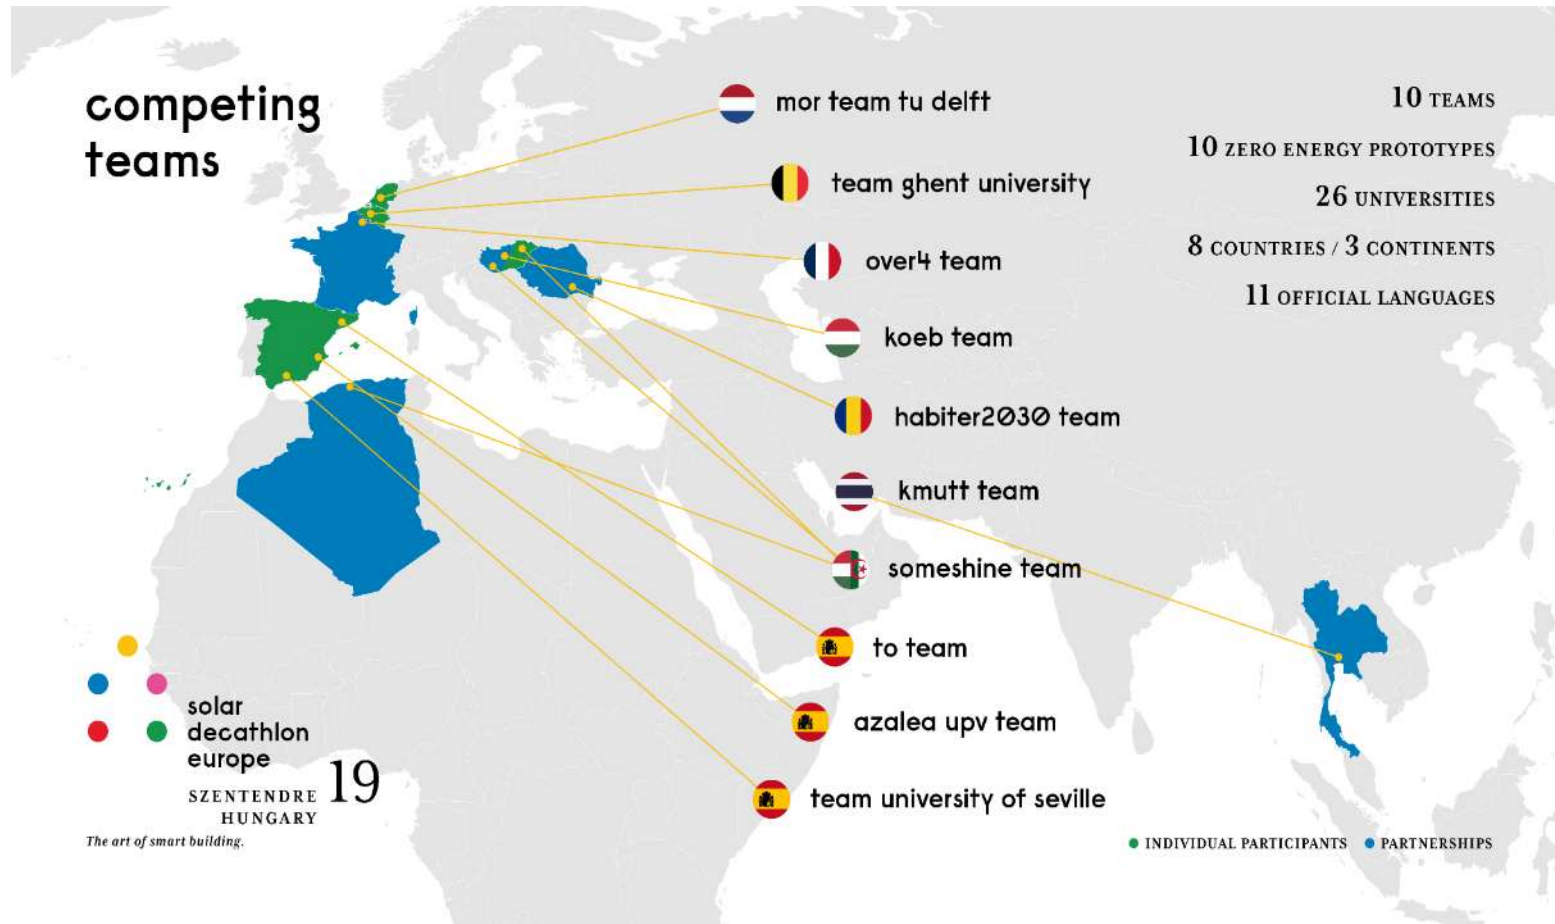 competing
teams
mor team tu delft
team ghent university
over4 team
koeb team
habiter2030 team
kmutt team
someshine team
to team
azalea upv team
team university of seville
10 TEAMS
10 ZERO ENERGY PROTOTYPES
26 UNIVERSITIES
8 COUNTRIES / 3 CONTINENTS
11 OFFICIAL LANGUAGES
solar
decathlon
europe
19
SZENTENDRE
HUNGARY
The art of smart building.
INDIVIDUAL PARTICIPANTS PARTNERSHIPS